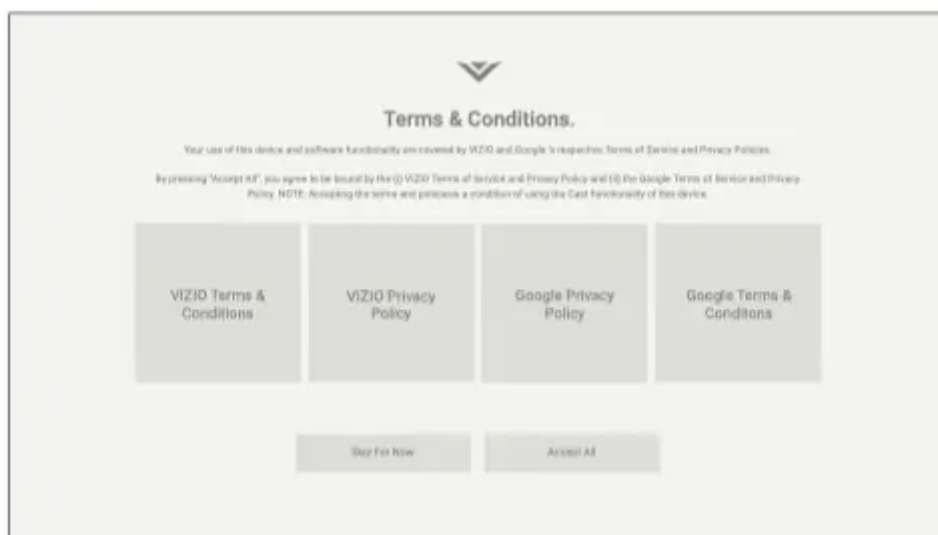 Terms & Conditions.
Your use of this device and software functionality are covered by VIZIO and Google's respective Terms of Service and Privacy Policies.
By pressing "Accept All", you agree to be bound by the (i) VIZIO Terms of Service and Privacy Policy and (ii) the Google Terms of Service and Privacy
Policy. NOTE: Accepting the terms and policies is a condition of using the Cast functionality of this device.
VIZIO Terms &
Conditions
VIZIO Privacy
Policy
Google Privacy
Policy
Google Terms &
Conditons
Skip For Now
Accept All